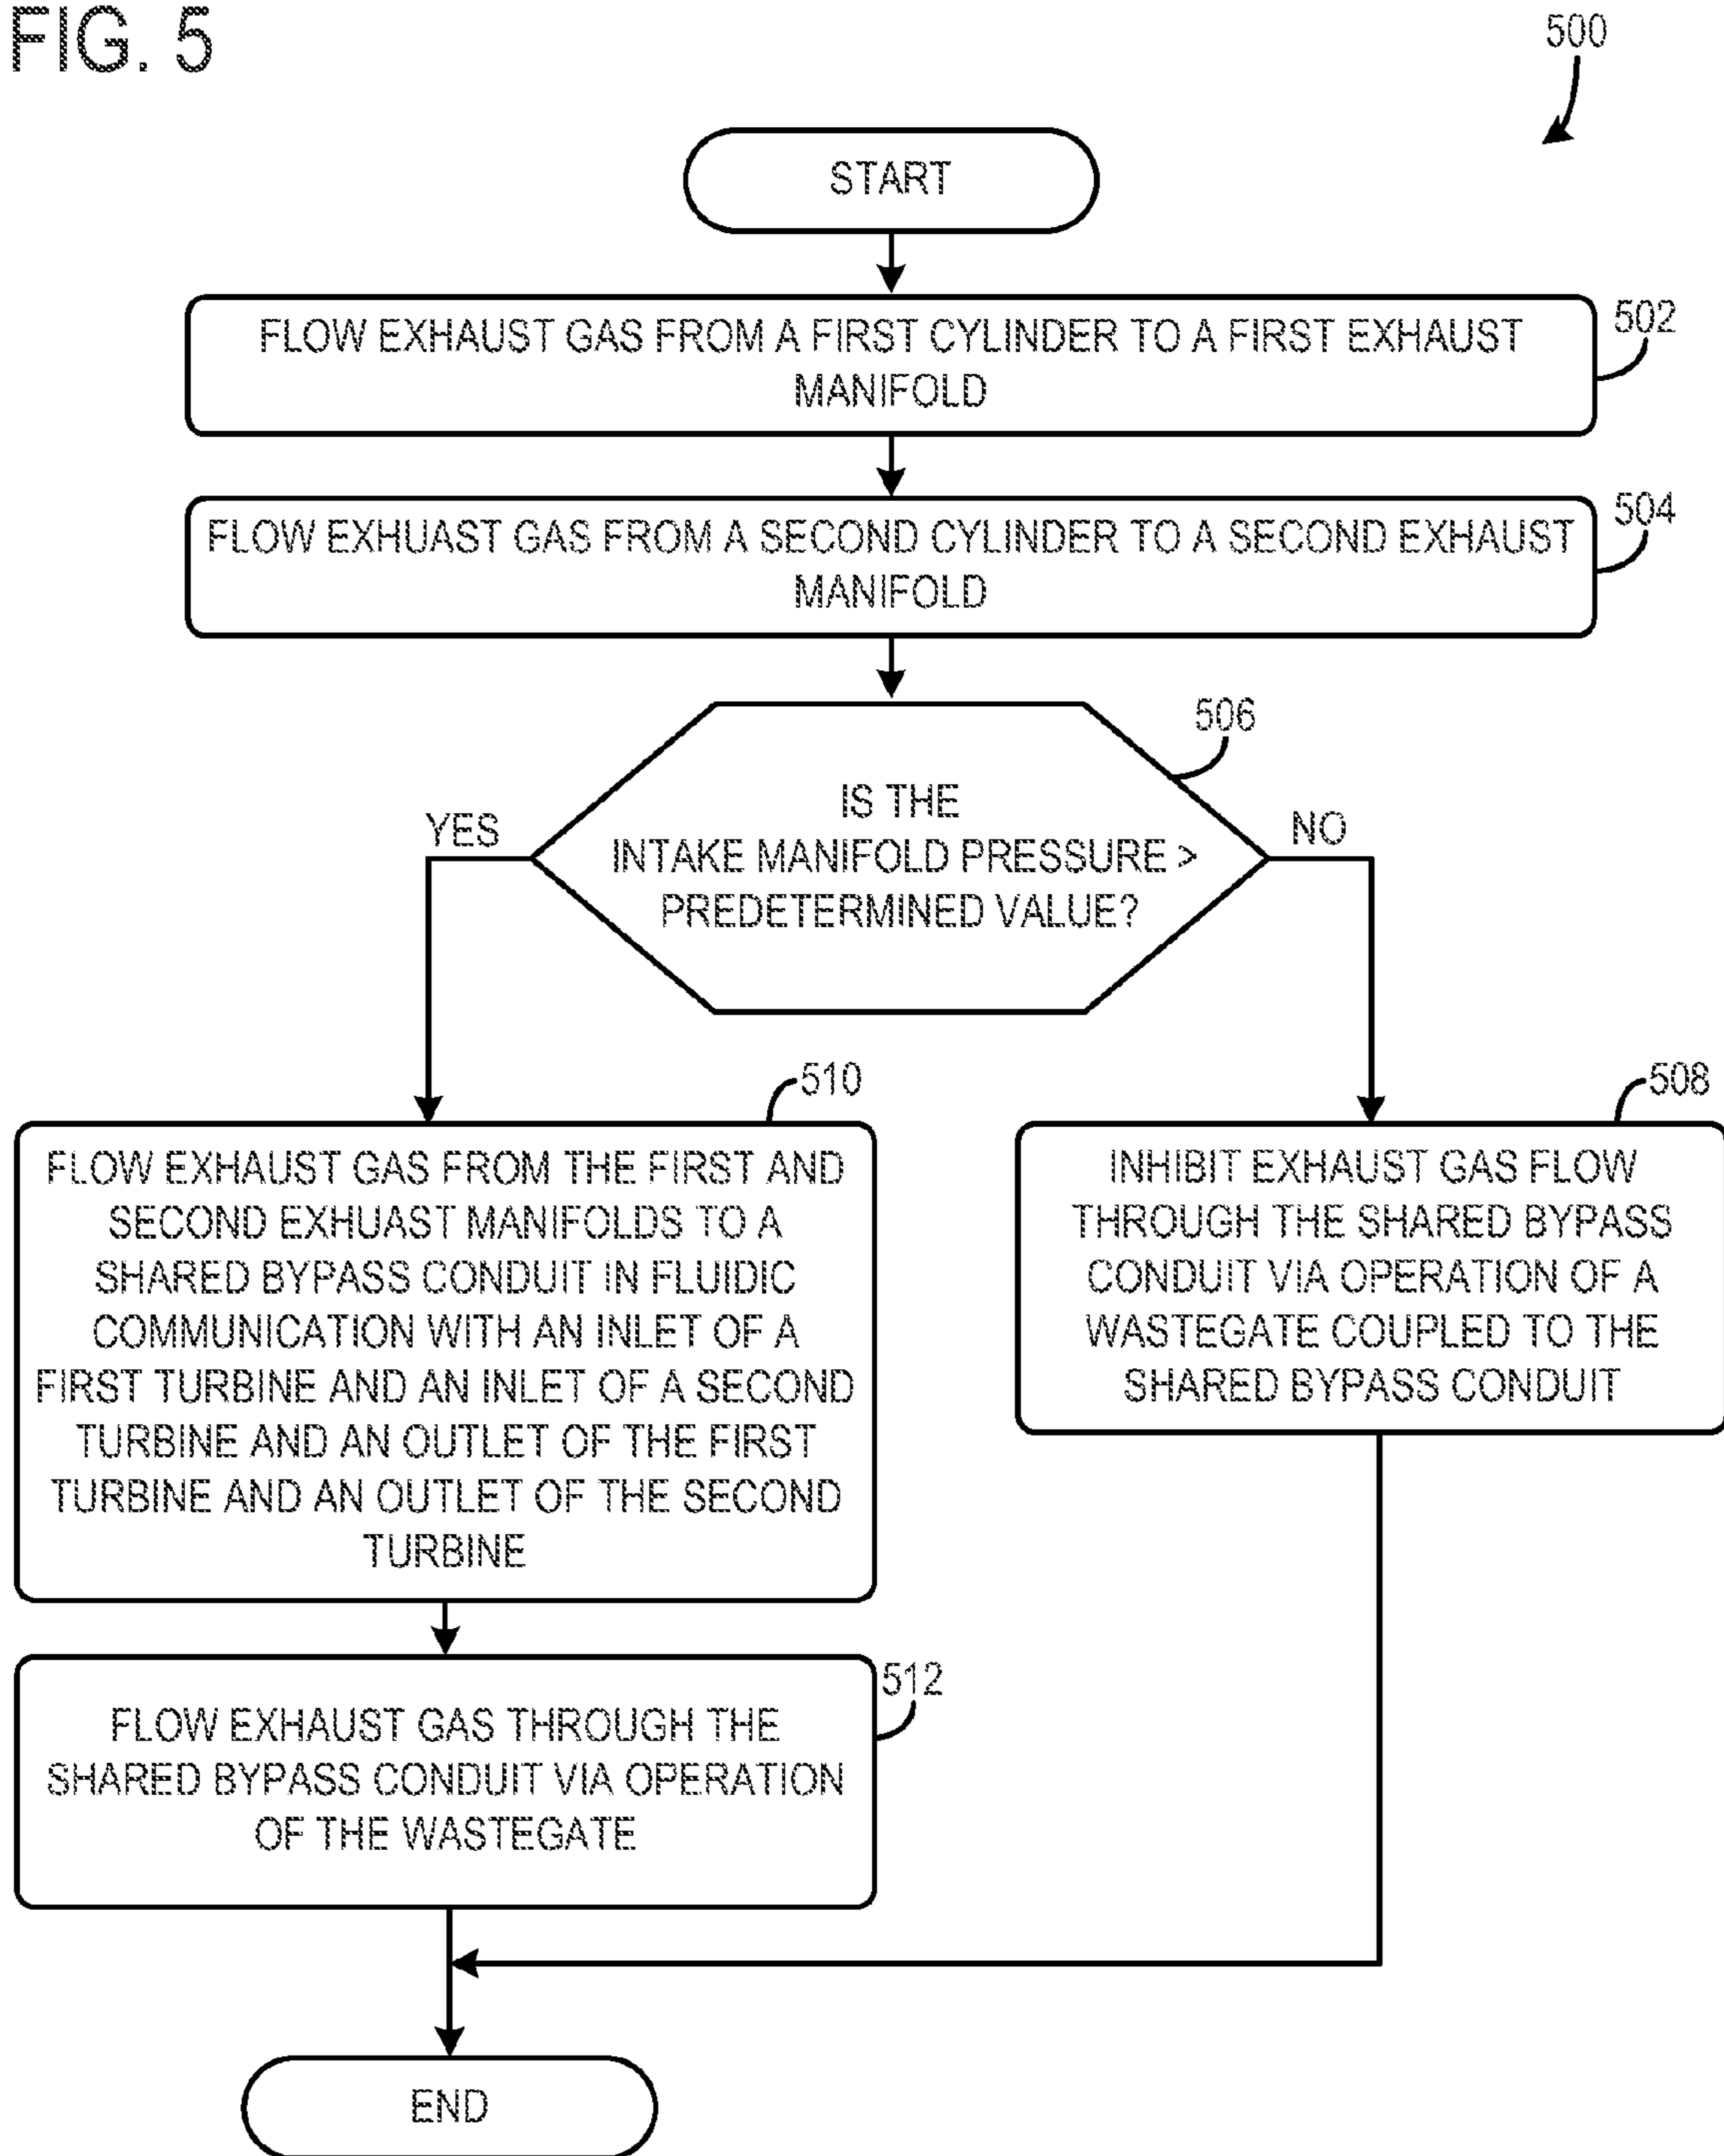 FIG. 5
500
START
FLOW EXHAUST GAS FROM A FIRST CYLINDER TO A FIRST EXHAUST
MANIFOLD
502
FLOW EXHUAST GAS FROM A SECOND CYLINDER TO A SECOND EXHAUST
MANIFOLD
504
506
IS THE
INTAKE MANIFOLD PRESSURE >
PREDETERMINED VALUE?
YES
NO
510
FLOW EXHAUST GAS FROM THE FIRST AND
SECOND EXHUAST MANIFOLDS TO A
SHARED BYPASS CONDUIT IN FLUIDIC
COMMUNICATION WITH AN INLET OF A
FIRST TURBINE AND AN INLET OF A SECOND
TURBINE AND AN OUTLET OF THE FIRST
TURBINE AND AN OUTLET OF THE SECOND
TURBINE
508
INHIBIT EXHAUST GAS FLOW
THROUGH THE SHARED BYPASS
CONDUIT VIA OPERATION OF A
WASTEGATE COUPLED TO THE
SHARED BYPASS CONDUIT
512
FLOW EXHAUST GAS THROUGH THE
SHARED BYPASS CONDUIT VIA OPERATION
OF THE WASTEGATE
END